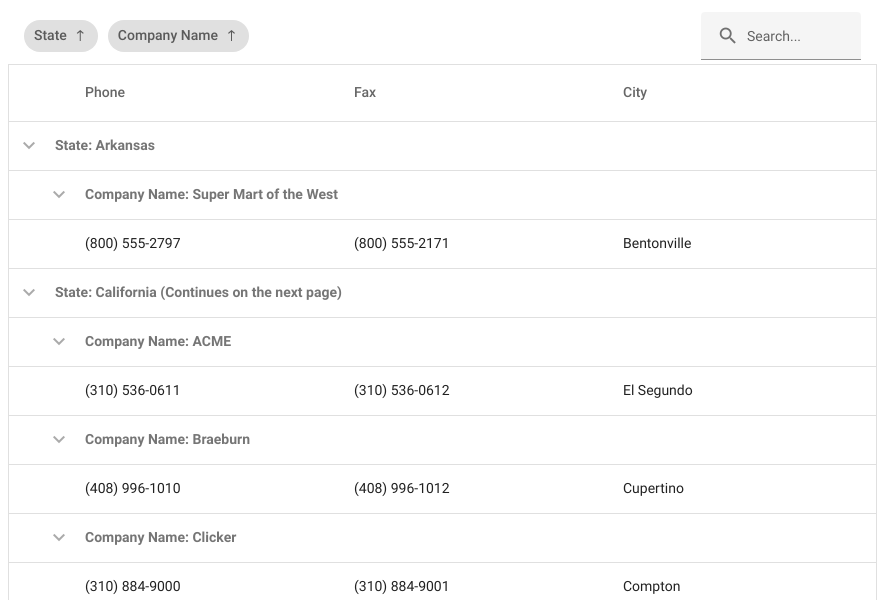 State ↑ Company Name ↑ Search...
Phone Fax City
State: Arkansas
Company Name: Super Mart of the West
(800) 555-2797 (800) 555-2171 Bentonville
State: California (Continues on the next page)
Company Name: ACME
(310) 536-0611 (310) 536-0612 El Segundo
Company Name: Braeburn
(408) 996-1010 (408) 996-1012 Cupertino
Company Name: Clicker
(310) 884-9000 (310) 884-9001 Compton